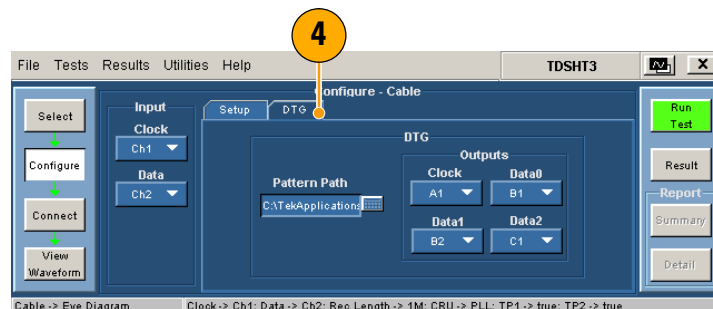 4
File Tests Results Utilities Help TDSHT3 X
Configure - Cable
Select
Configure
Connect
View
Waveform
Input
Clock
Ch1
Data
Ch2
Setup DTG
DTG
Pattern Path
C:\TekApplications
Outputs
Clock Data0
A1 B1
Data1 Data2
B2 C1
Run
Test
Result
Report
Summary
Detail
Cable -> Eye Diagram Clock-> Ch1: Data -> Ch2: Rec Length -> 1M: CRU -> PLL: TP1 -> true: TP2 -> true